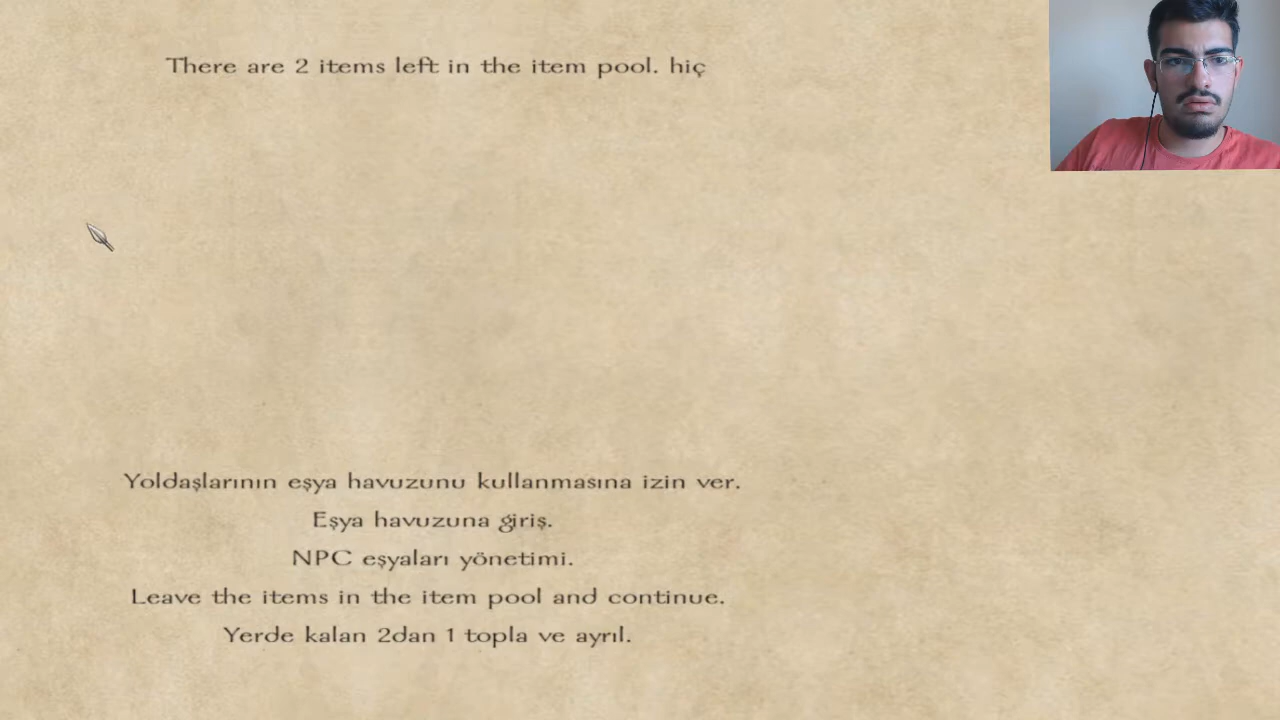 There are 2 items left in the item pool. hiç
Yoldaşlarının eşya havuzunu kullanmasına izin ver.
Eşya havuzuna giriş.
NPC eşyaları yönetimi.
Leave the items in the item pool and continue.
Yerde kalan 2dan 1 topla ve ayrıl.